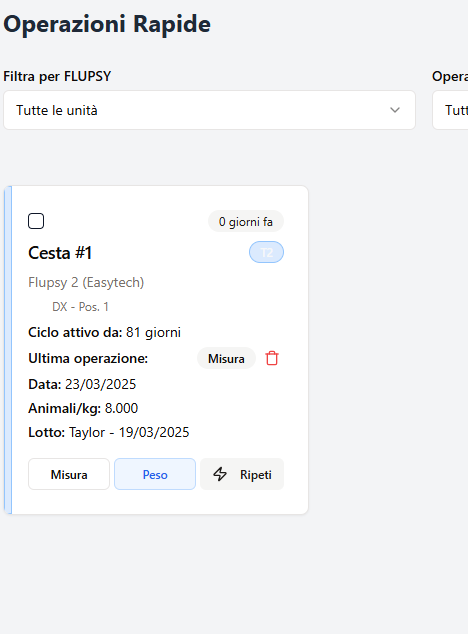 Operazioni Rapide
Filtra per FLUPSY
Opera
Tutte le unità
Tutt
0 giorni fa
Cesta #1
T2
Flupsy 2 (Easytech)
DX - Pos. 1
Ciclo attivo da: 81 giorni
Ultima operazione: Misura
Data: 23/03/2025
Animali/kg: 8.000
Lotto: Taylor - 19/03/2025
Misura
Peso
Ripeti